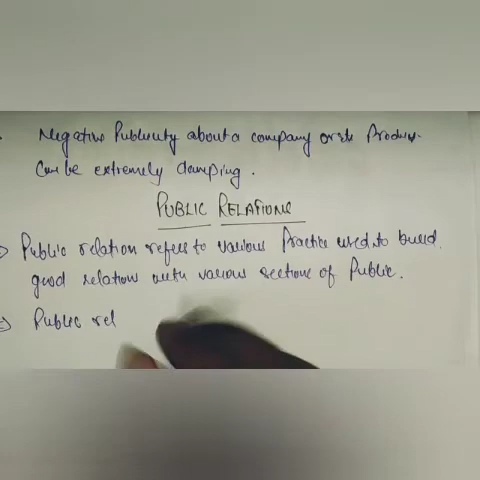 Negative Publicity about a company or its Product
Can be extremely damping.
PUBLIC RELATIONS
Public relation refers to various Practice used to build
good relations with various sections of Public.
Public rel